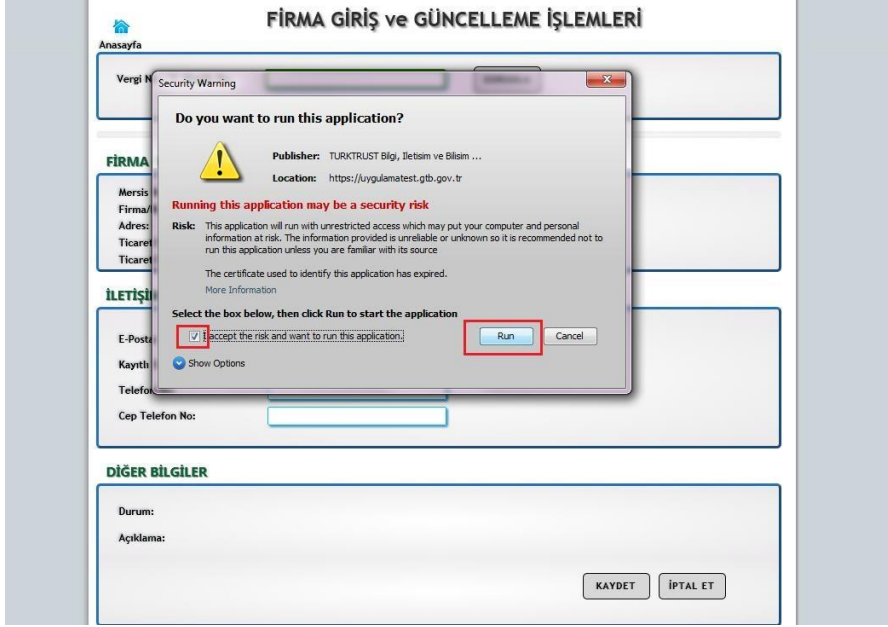 FİRMA GİRİŞ ve GÜNCELLEME İŞLEMLERİ
Anasayfa
Vergi N
Security Warning
Do you want to run this application?
Publisher: TURKTRUST Bilgi, Iletisim ve Bilisim ...
Location: https://uygulamatest.gtb.gov.tr
Running this application may be a security risk
Risk: This application will run with unrestricted access which may put your computer and personal
information at risk. The information provided is unreliable or unknown so it is recommended not to
run this application unless you are familiar with its source
The certificate used to identify this application has expired.
More Information
Select the box below, then click Run to start the application
I accept the risk and want to run this application.
Run
Cancel
Show Options
FİRMA
Mersis
Firma/
Adres:
Ticaret
Ticaret
İLETİŞİ
E-Posta
Kayıtlı
Telefon
Cep Telefon No:
DİĞER BİLGİLER
Durum:
Açıklama:
KAYDET
İPTAL ET